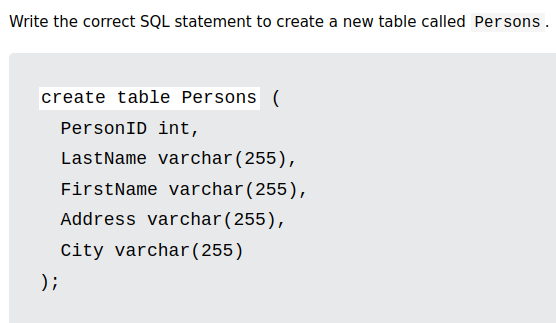 Write the correct SQL statement to create a new table called Persons.
create table Persons (
  PersonID int,
  LastName varchar(255),
  FirstName varchar(255),
  Address varchar(255),
  City varchar(255)
);